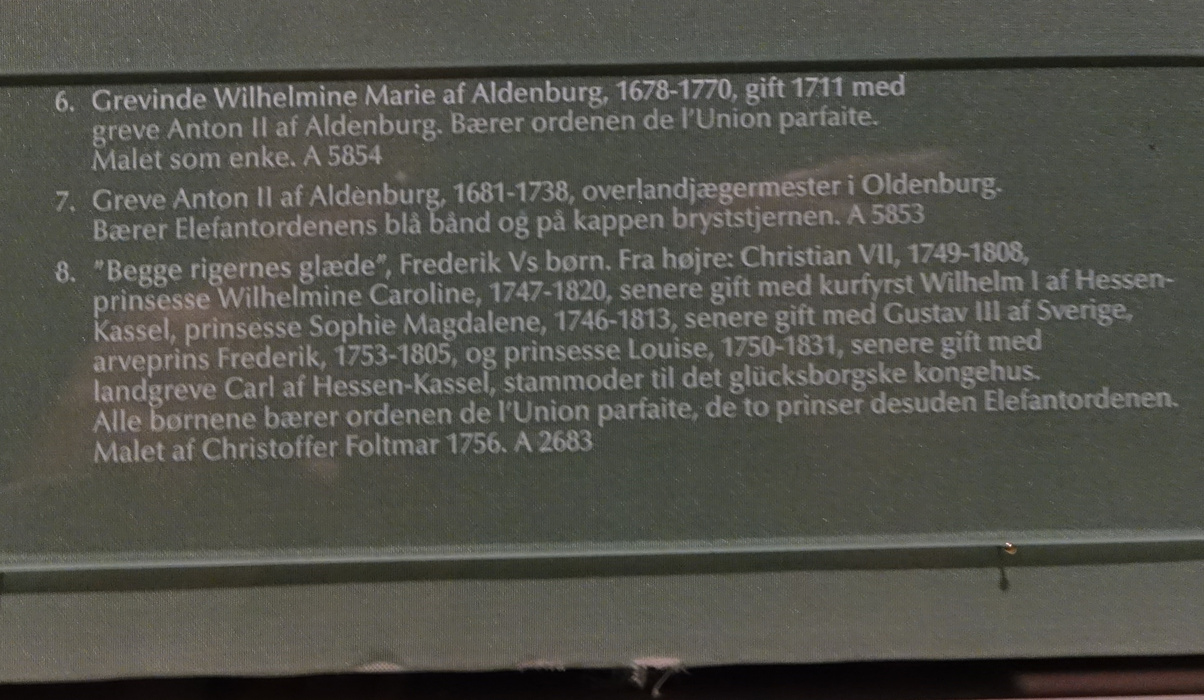 6. Grevinde Wilhelmine Marie af Aldenburg, 1678-1770, gift 1711 med
greve Anton II af Aldenburg. Bærer ordenen de l'Union parfaite.
Malet som enke. A 5854
7. Greve Anton II af Aldenburg, 1681-1738, overlandjægermester i Oldenburg.
Bærer Elefantordenens blå bånd og på kappen bryststjernen. A 5853
8. "Begge rigernes glæde", Frederik Vs børn. Fra højre: Christian VII, 1749-1808,
prinsesse Wilhelmine Caroline, 1747-1820, senere gift med kurfyrst Wilhelm I af Hessen-
Kassel, prinsesse Sophie Magdalene, 1746-1813, senere gift med Gustav III af Sverige,
arveprins Frederik, 1753-1805, og prinsesse Louise, 1750-1831, senere gift med
landgreve Carl af Hessen-Kassel, stammoder til det glücksborgske kongehus.
Alle børnene bærer ordenen de l'Union parfaite, de to prinser desuden Elefantordenen.
Malet af Christoffer Foltmar 1756. A 2683